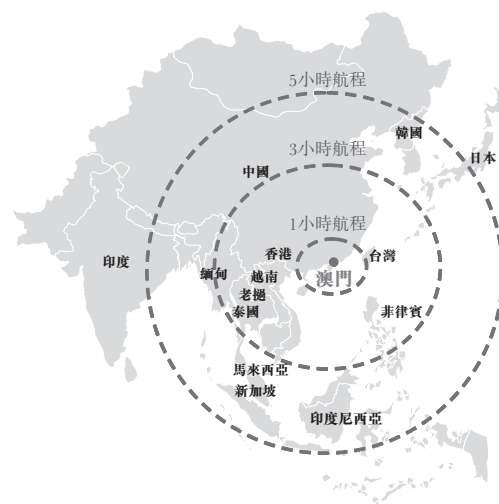 5小時航程
韓國
3小時航程
日本
中國
1小時航程
香港
台灣
印度
緬甸
越南
澳門
老撾
泰國
菲律賓
馬來西亞
新加坡
印度尼西亞